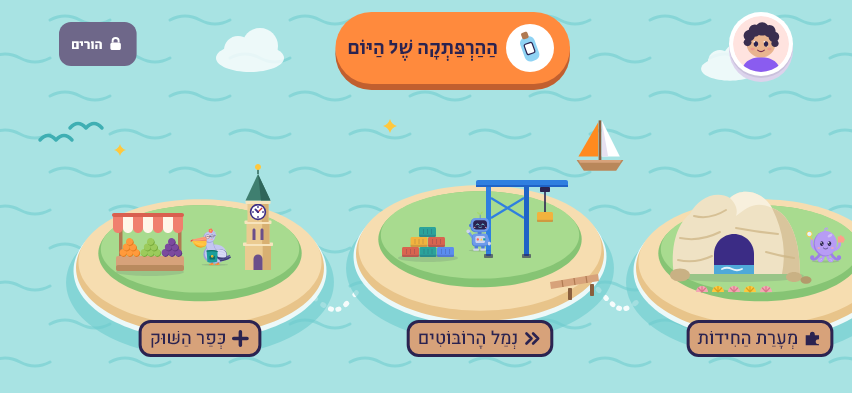 הורים
הַהַרְפַּתְקָה שֶׁל הַיּוֹם
מְעָרַת הַחִידוֹת
נְמַל הָרוֹבּוֹטִים
כְּפַר הַשּׁוּק